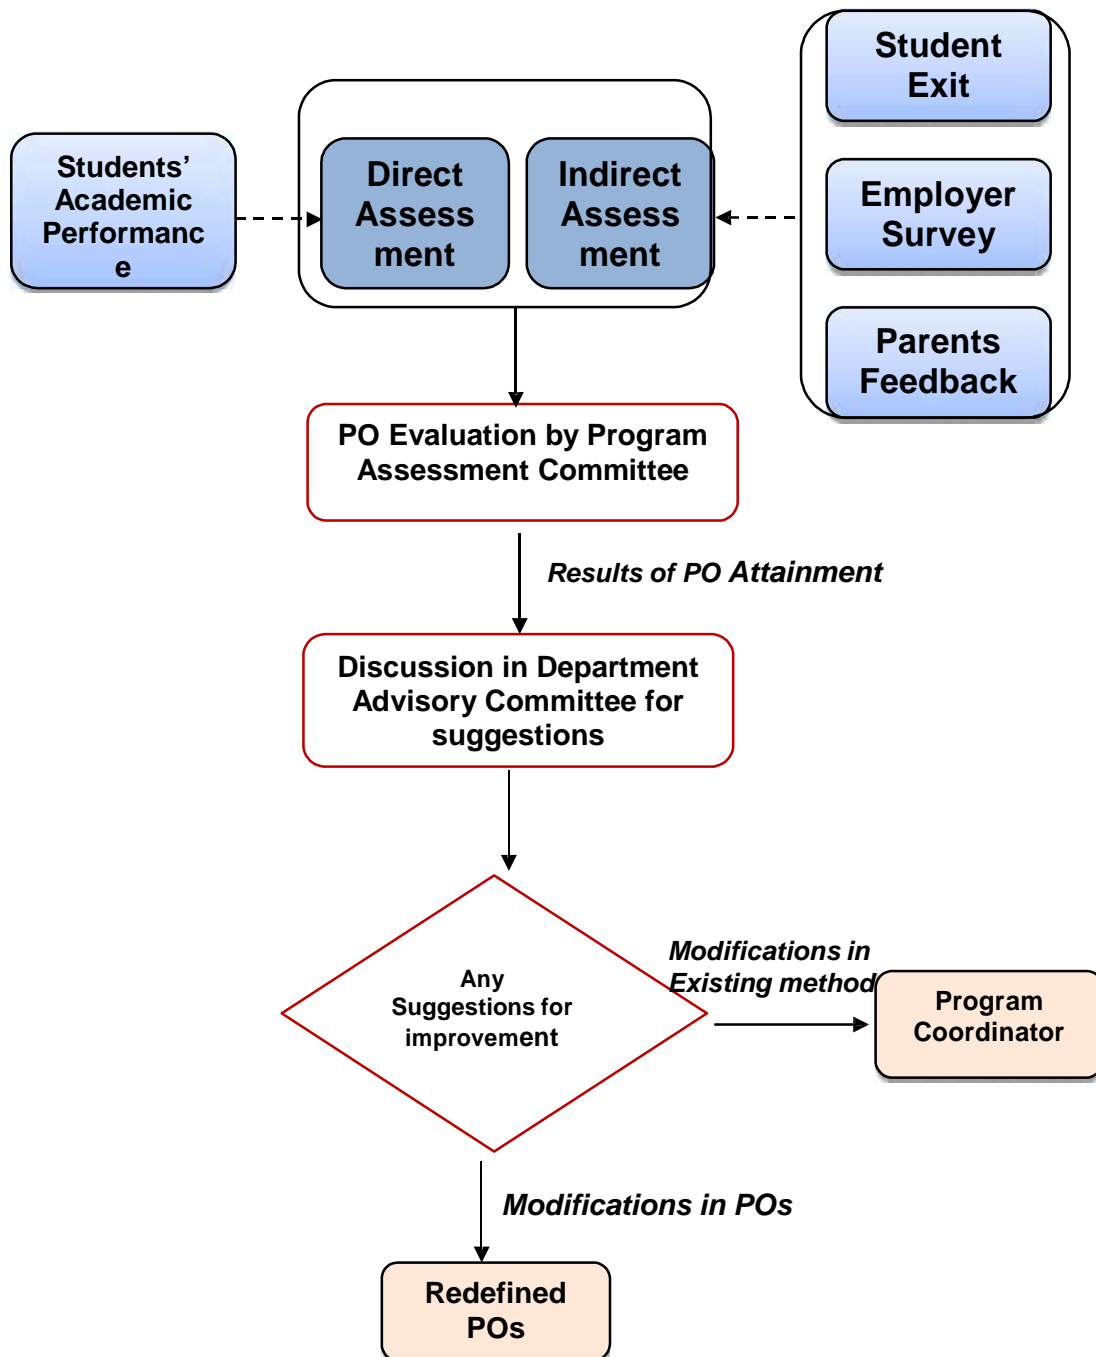 Student
Exit
Students’
Academic
Performanc
e
Direct
Assess
ment
Indirect
Assess
ment
Employer
Survey
Parents
Feedback
PO Evaluation by Program
Assessment Committee
Results of PO Attainment
Discussion in Department
Advisory Committee for
suggestions
Any
Suggestions for
improvement
Modifications in
Existing method
Program
Coordinator
Modifications in POs
Redefined
POs